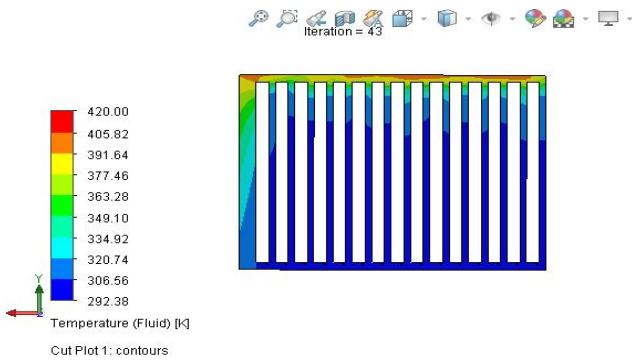 Iteration = 43
420.00
405.82
391.64
377.46
363.28
349.10
334.92
320.74
306.56
292.38
Y
Temperature (Fluid) [K]
Cut Plot 1: contours